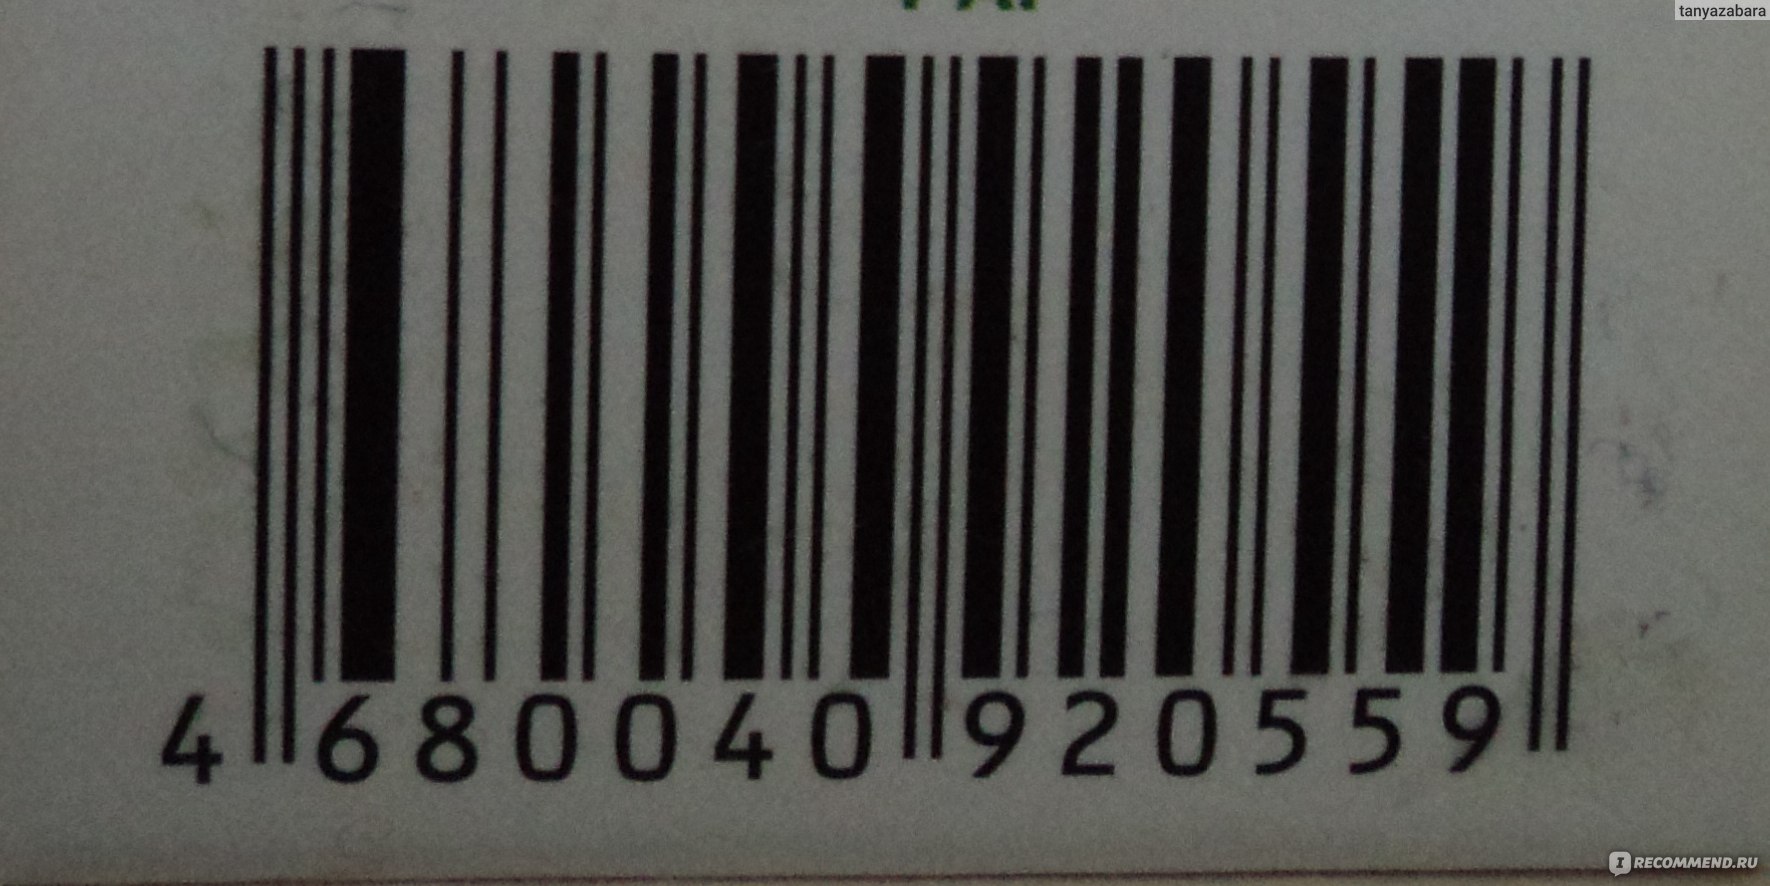 tanyazabara
4 680040 920559
I RECOMMEND.RU